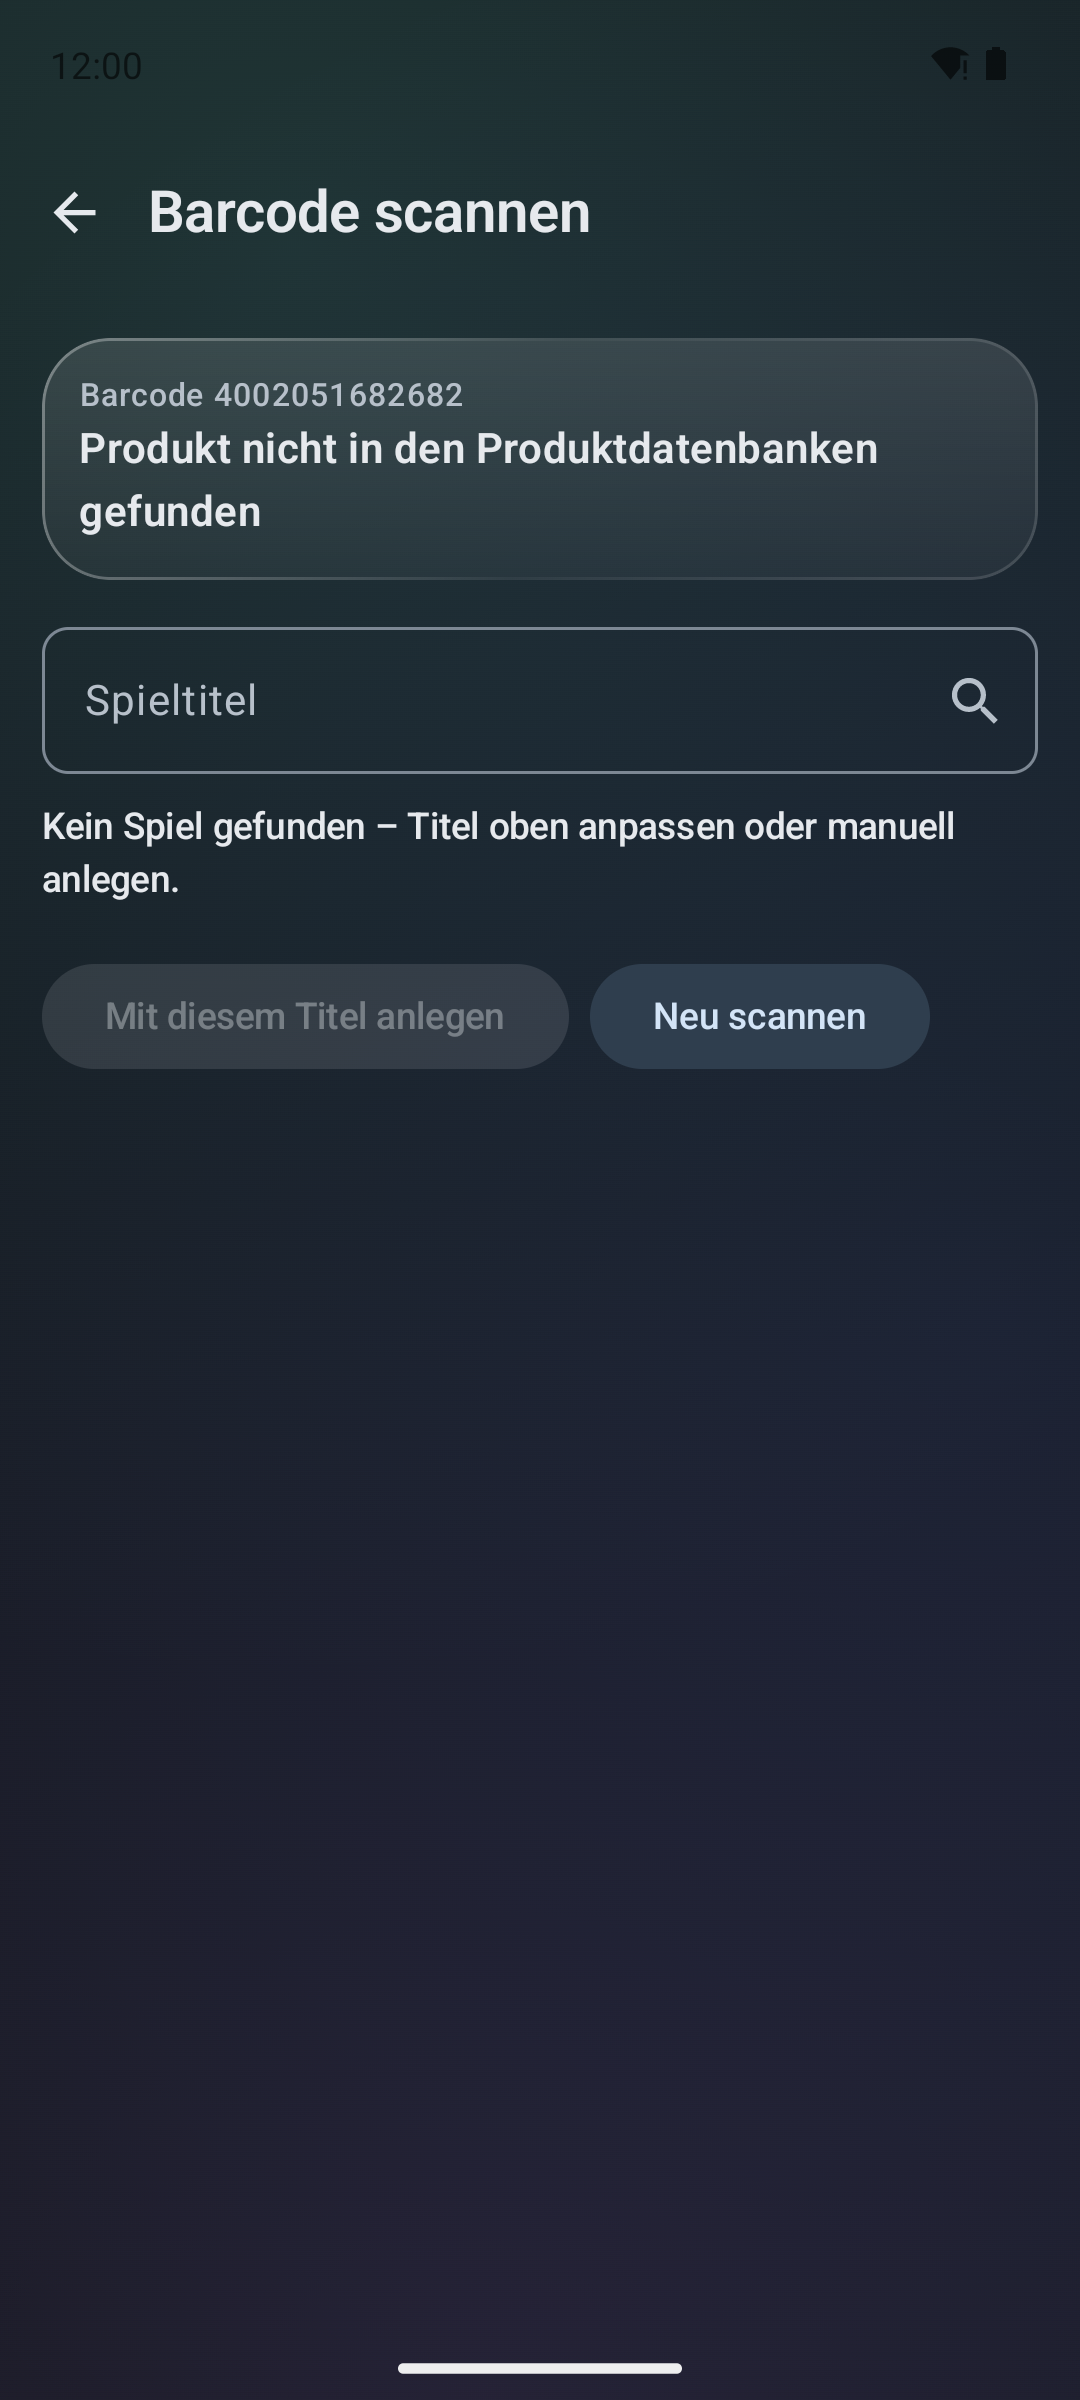 12:00
Barcode scannen
Barcode 4002051682682
Produkt nicht in den Produktdatenbanken
gefunden
Spieltitel
Kein Spiel gefunden – Titel oben anpassen oder manuell
anlegen.
Mit diesem Titel anlegen
Neu scannen